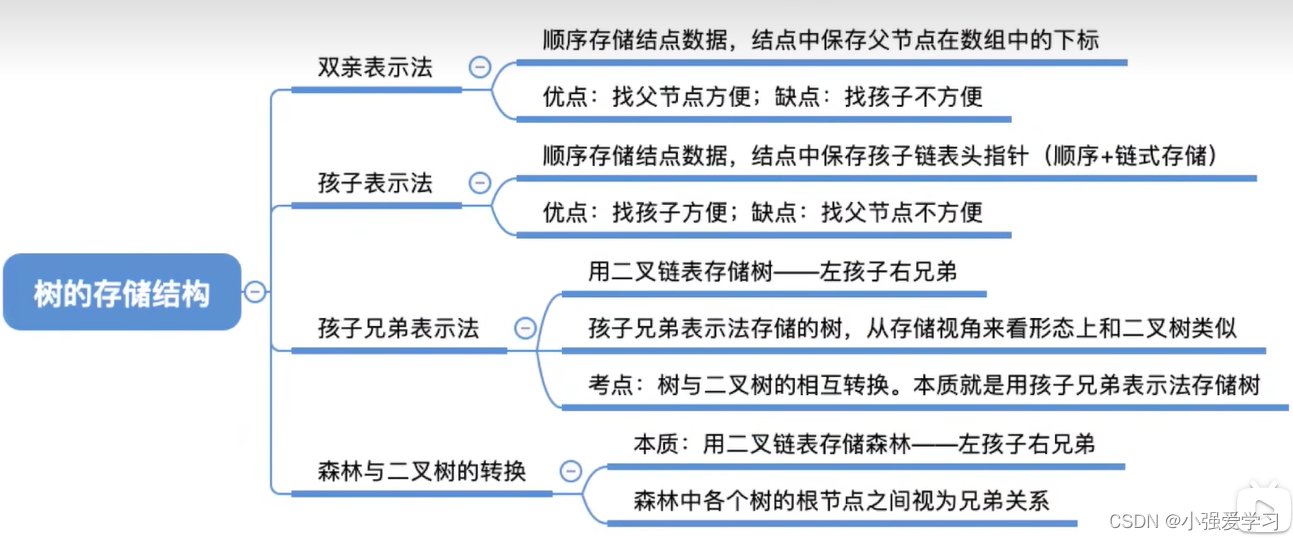 树的存储结构
双亲表示法
顺序存储结点数据，结点中保存父节点在数组中的下标
优点：找父节点方便；缺点：找孩子不方便
孩子表示法
顺序存储结点数据，结点中保存孩子链表头指针（顺序+链式存储）
优点：找孩子方便；缺点：找父节点不方便
孩子兄弟表示法
用二叉链表存储树——左孩子右兄弟
孩子兄弟表示法存储的树，从存储视角来看形态上和二叉树类似
考点：树与二叉树的相互转换。本质就是用孩子兄弟表示法存储树
森林与二叉树的转换
本质：用二叉链表存储森林——左孩子右兄弟
森林中各个树的根节点之间视为兄弟关系
CSDN @小强爱学习